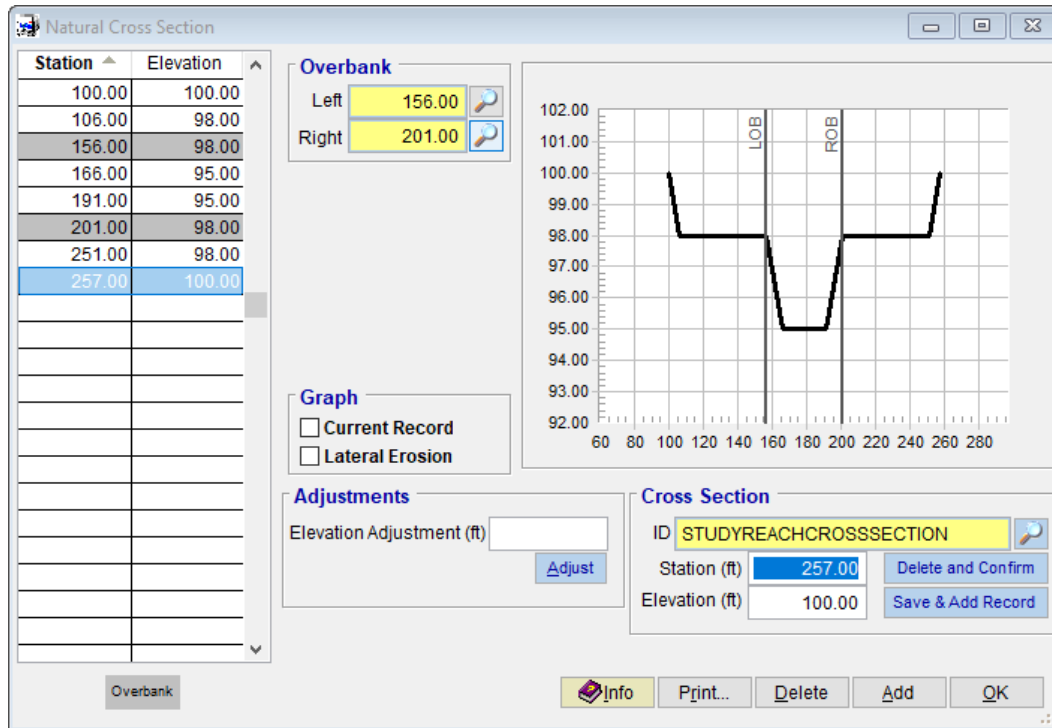 Natural Cross Section
Station Elevation
100.00 100.00
106.00 98.00
156.00 98.00
166.00 95.00
191.00 95.00
201.00 98.00
251.00 98.00
257.00 100.00
Overbank
Overbank
Left 156.00
Right 201.00
102.00
101.00
100.00
99.00
98.00
97.00
96.00
95.00
94.00
93.00
92.00
LOB
ROB
60 80 100 120 140 160 180 200 220 240 260 280
Graph
Current Record
Lateral Erosion
Adjustments
Elevation Adjustment (ft)
Adjust
Cross Section
ID STUDYREACHCROSSSECTION
Station (ft) 257.00 Delete and Confirm
Elevation (ft) 100.00 Save & Add Record
Info Print... Delete Add OK